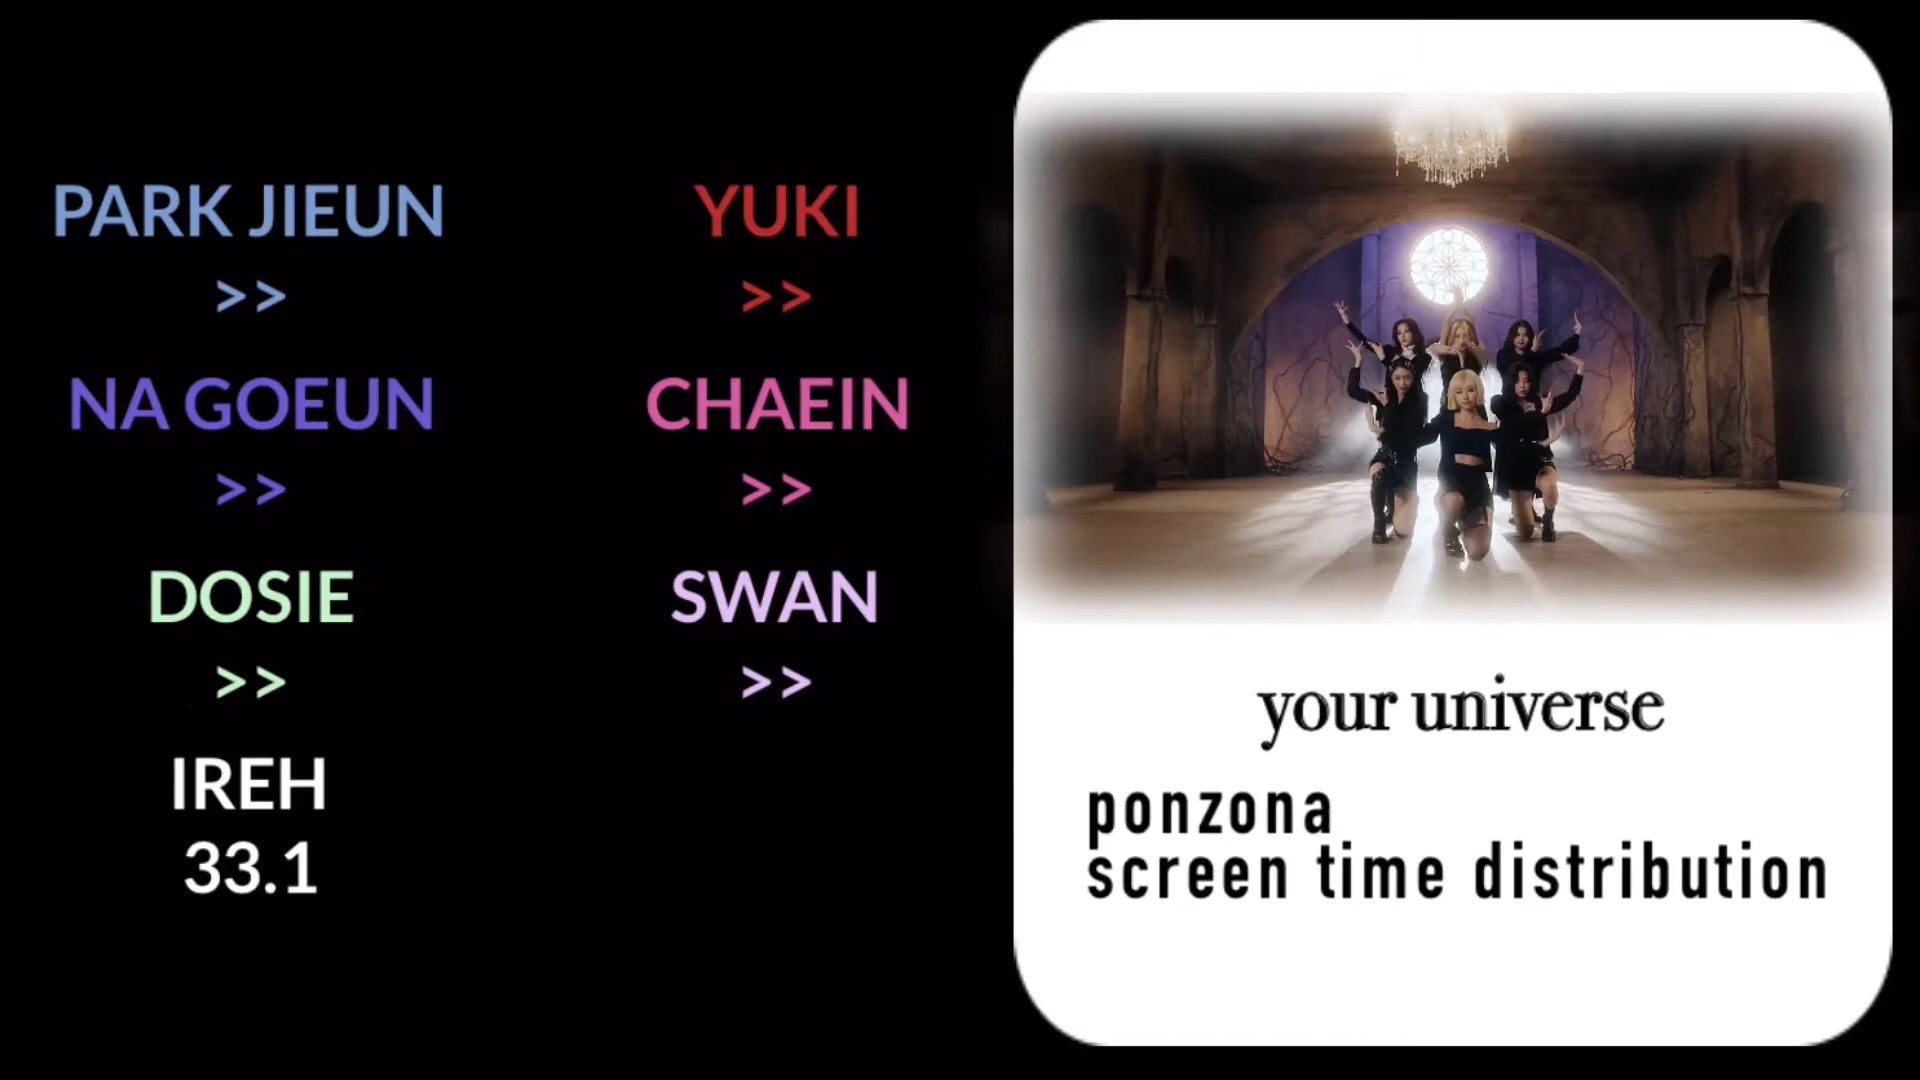 PARK JIEUN
>>
NA GOEUN
>>
DOSIE
>>
IREH
33.1
YUKI
>>
CHAEIN
>>
SWAN
>>
your universe
ponzona
screen time distribution